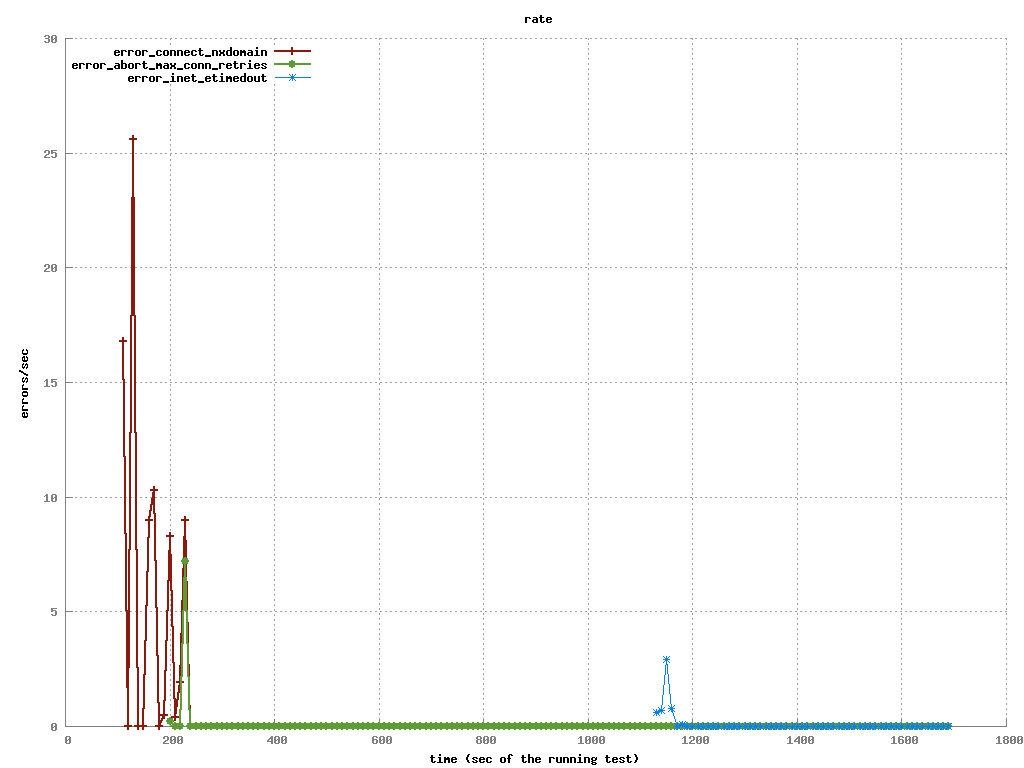 rate
30
25
20
15
10
5
0
errors/sec
error_connect_nxdomain
error_abort_max_conn_retries
error_inet_etimedout
0 200 400 600 800 1000 1200 1400 1600 1800
time (sec of the running test)